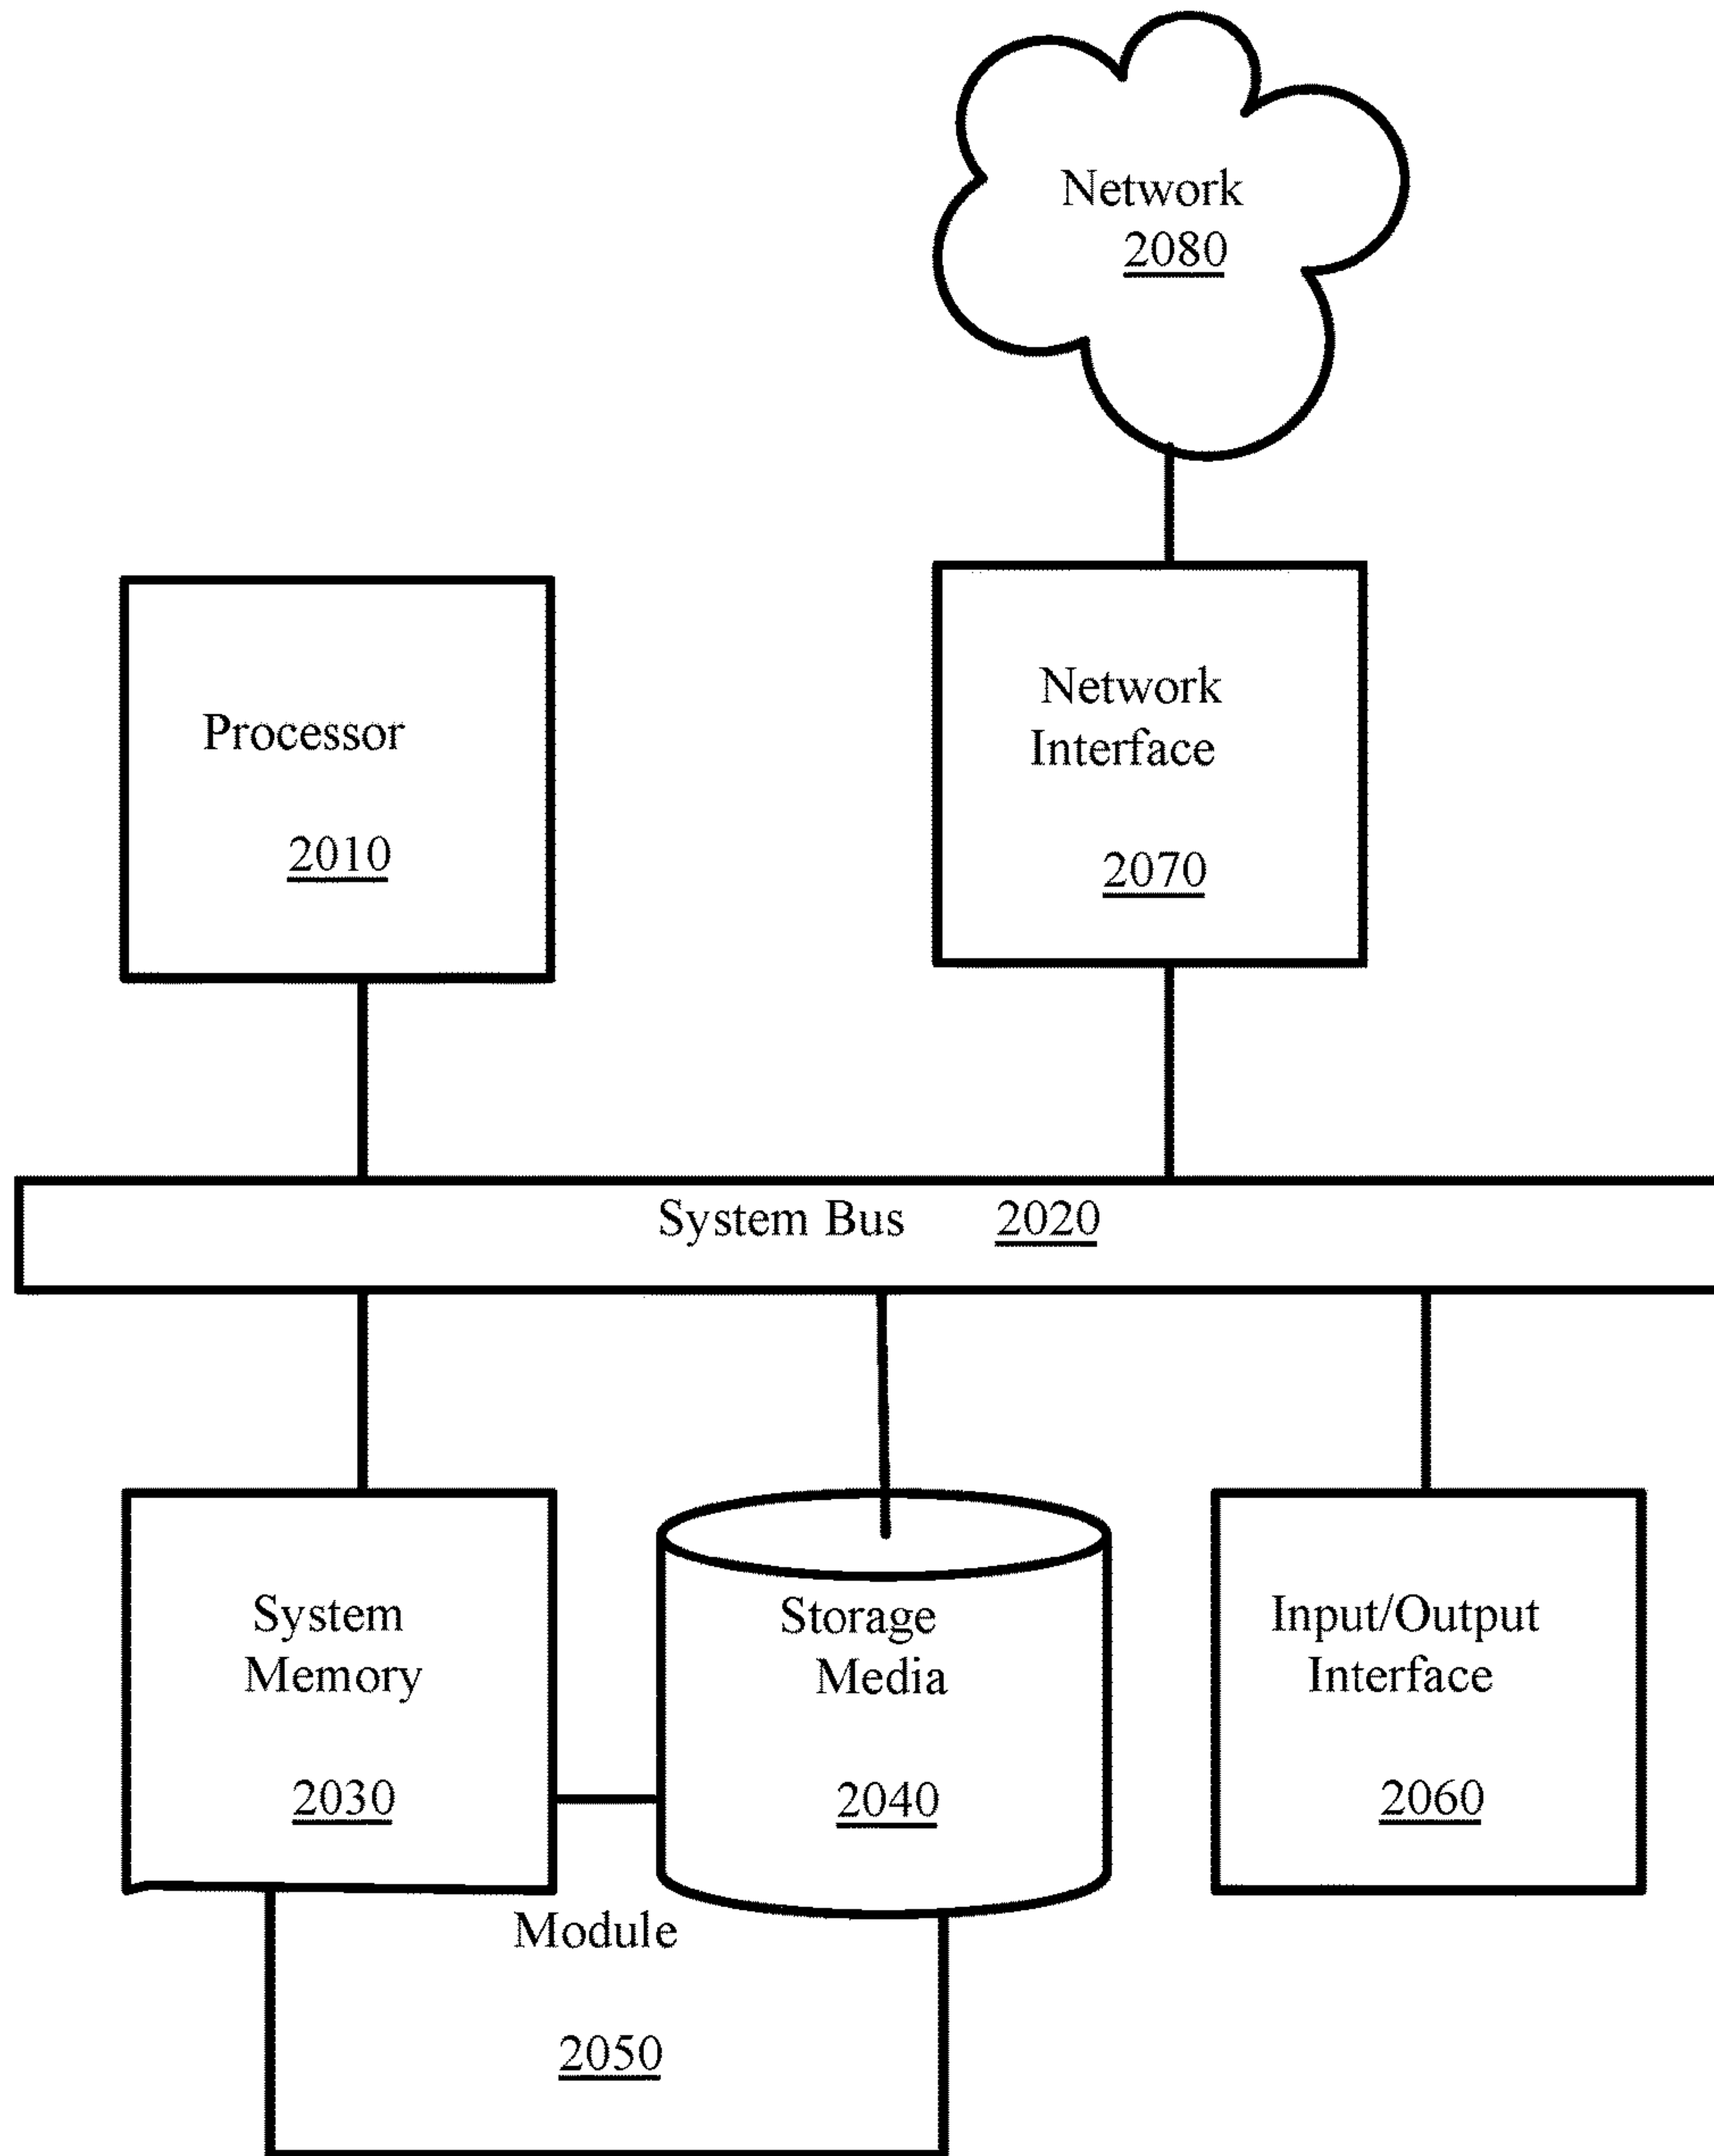 Network
2080
Processor
2010
Network
Interface
2070
System Bus 2020
System
Memory
2030
Storage
Media
2040
Input/Output
Interface
2060
Module
2050